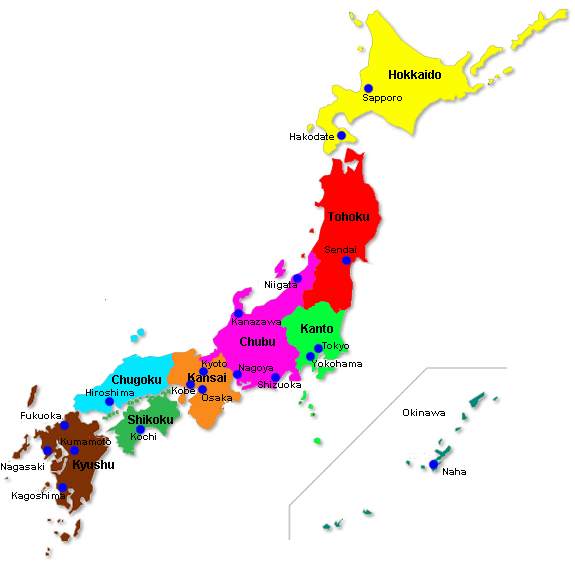 Hokkaido
Sapporo
Hakodate
Tohoku
Sendai
Niigata
Kanazawa
Kanto
Chubu
Tokyo
Yokohama
Kyoto
Nagoya
Chugoku
Kansai
Shizuoka
Hiroshima
Kobe
Osaka
Fukuoka
Shikoku
Okinawa
Kochi
Kumamoto
Nagasaki
Kyushu
Naha
Kagoshima